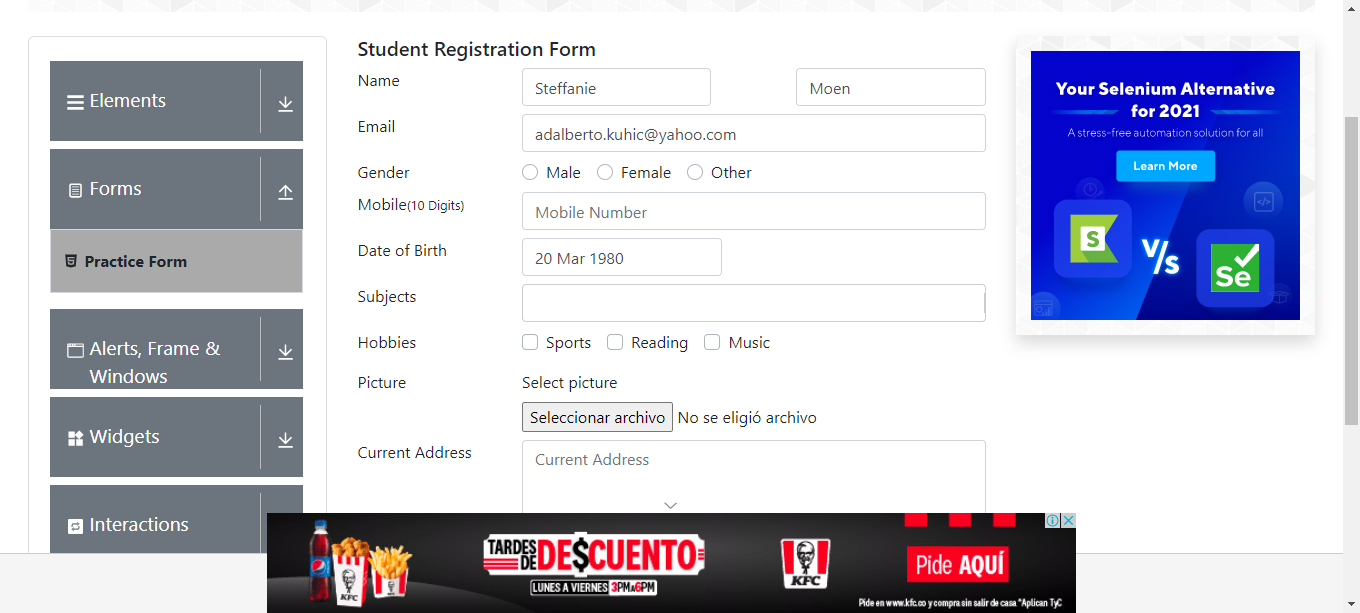 Elements
Forms
Practice Form
Alerts, Frame &
Windows
Widgets
Interactions
Student Registration Form
Name
Steffanie
Moen
Email
adalberto.kuhic@yahoo.com
Gender
Male
Female
Other
Mobile(10 Digits)
Mobile Number
Date of Birth
20 Mar 1980
Subjects
Hobbies
Sports
Reading
Music
Picture
Select picture
Seleccionar archivo No se eligió archivo
Current Address
Current Address
Your Selenium Alternative
for 2021
A stress-free automation solution for all
Learn More
S
V/s
Se
KFC
KFC
TARDES
DE
DE$CUENTO
LUNES A VIERNES 3PM A 6PM
KFC
Pide AQUÍ
Pide en www.kfc.co y compra sin salir de casa *Aplican TyC